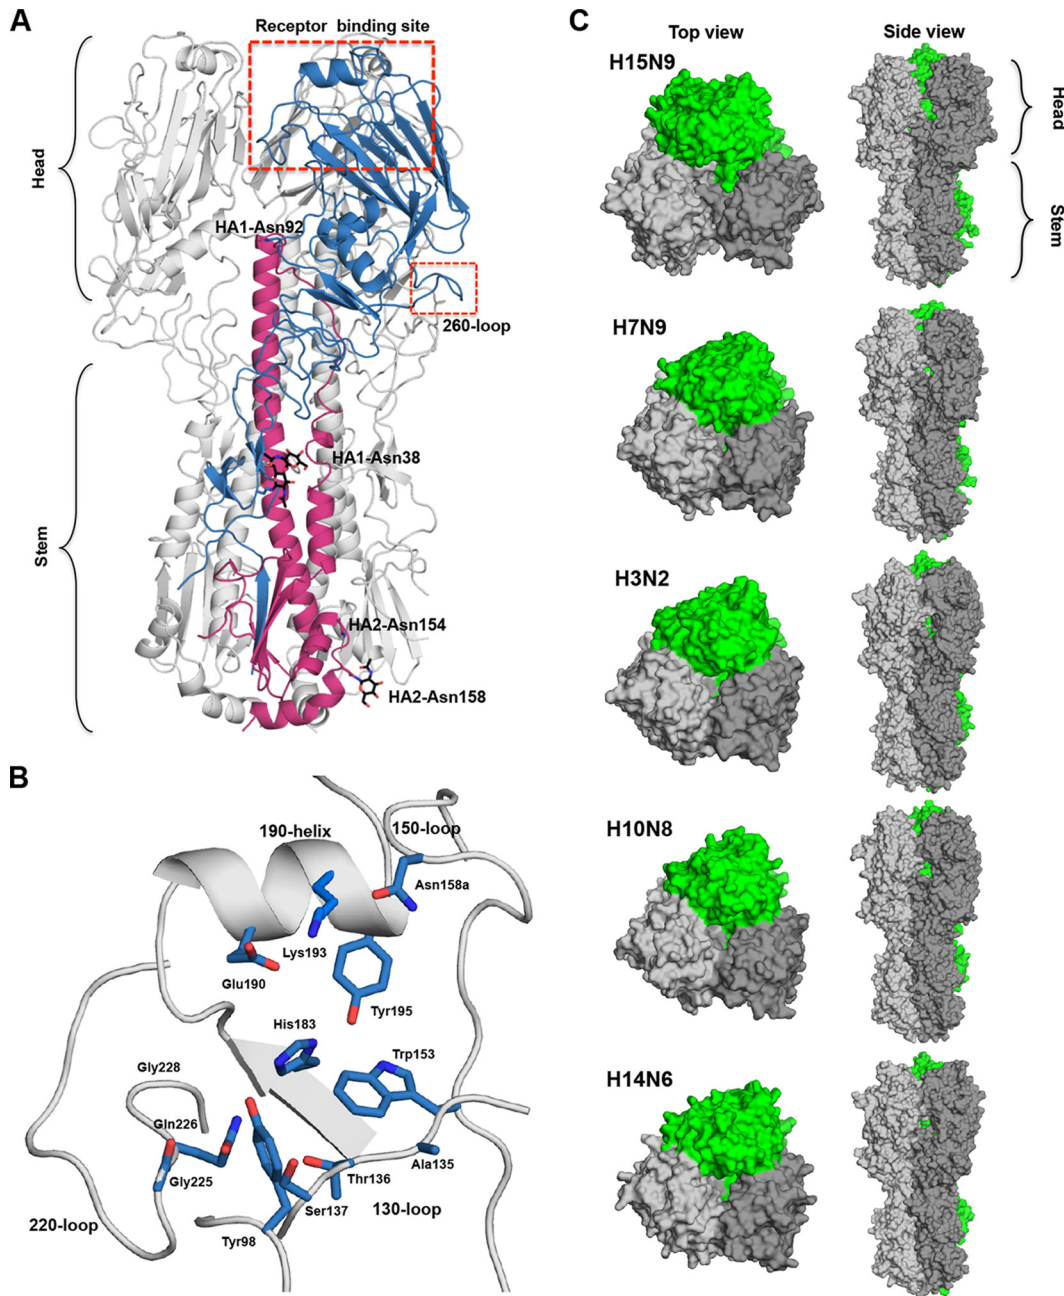 A
Receptor binding site
Head
HA1-Asn92
260-loop
HA1-Asn38
Stem
HA2-Asn154
HA2-Asn158
B
190-helix
150-loop
Asn158a
Lys193
Glu190
Tyr195
His183
Trp153
Gly228
Gln226
Gly225
Ala135
Thr136
Ser137
130-loop
220-loop
Tyr98
C
Top view
Side view
H15N9
Head
Stem
H7N9
H3N2
H10N8
H14N6